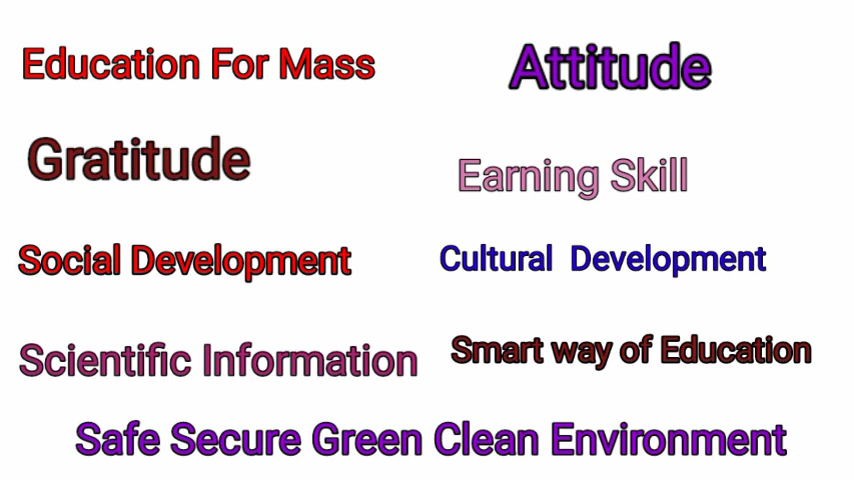 Education For Mass
Attitude
Gratitude
Earning Skill
Social Development
Cultural Development
Scientific Information
Smart way of Education
Safe Secure Green Clean Environment